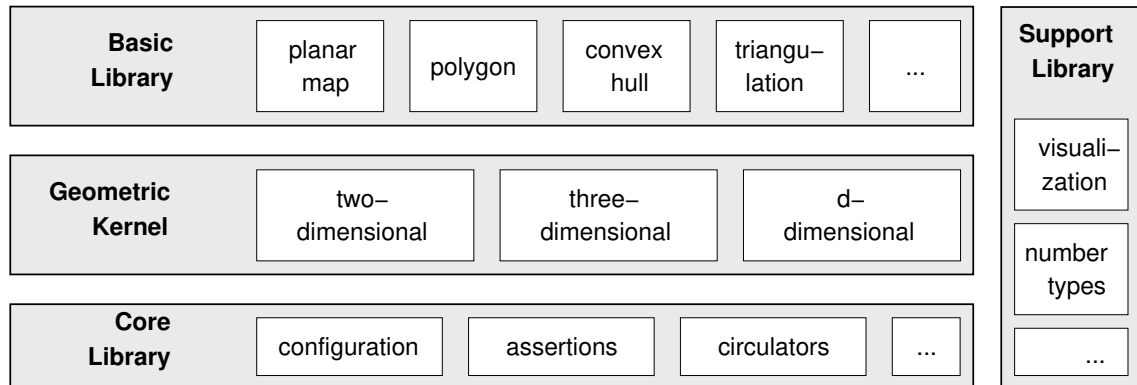 Basic
Library
planar
map
polygon
convex
hull
triangu−
lation
...
Geometric
Kernel
two−
dimensional
three−
dimensional
d−
dimensional
Core
Library
configuration
assertions
circulators
...
Support
Library
visuali−
zation
number
types
...